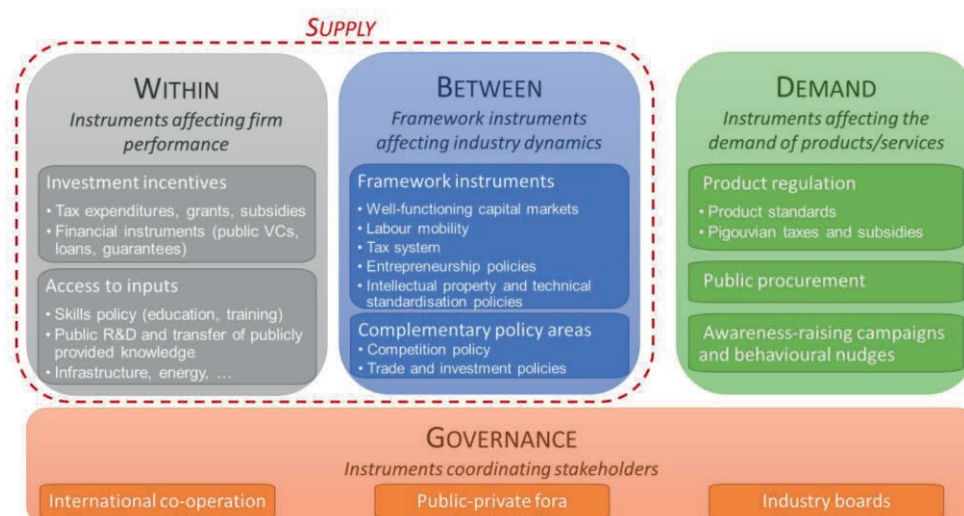 SUPPLY
WITHIN
Instruments affecting firm
performance
Investment incentives
• Tax expenditures, grants, subsidies
• Financial instruments (public VCs,
loans, guarantees)
Access to inputs
• Skills policy (education, training)
• Public R&D and transfer of publicly
provided knowledge
• Infrastructure, energy, …
BETWEEN
Framework instruments
affecting industry dynamics
Framework instruments
• Well-functioning capital markets
• Labour mobility
• Tax system
• Entrepreneurship policies
• Intellectual property and technical
standardisation policies
Complementary policy areas
• Competition policy
• Trade and investment policies
DEMAND
Instruments affecting the
demand of products/services
Product regulation
• Product standards
• Pigouvian taxes and subsidies
Public procurement
Awareness-raising campaigns
and behavioural nudges
GOVERNANCE
Instruments coordinating stakeholders
International co-operation
Public-private fora
Industry boards